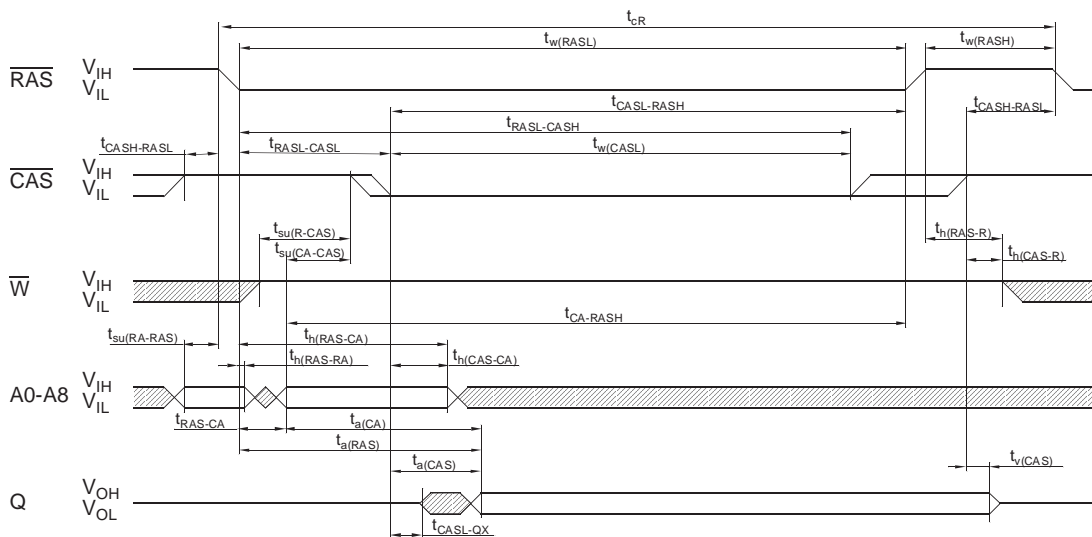 tcR
tw(RASL)
tw(RASH)
RAS VIH
VIL
tCASL-RASH
tCASH-RASL
tRASL-CASH
tCASH-RASL
tRASL-CASL
tw(CASL)
CAS VIH
VIL
tsu(R-CAS)
th(RAS-R)
tsu(CA-CAS)
th(CAS-R)
W VIH
VIL
tCA-RASH
tsu(RA-RAS)
th(RAS-CA)
th(RAS-RA)
th(CAS-CA)
A0-A8 VIH
VIL
tRAS-CA
ta(CA)
ta(RAS)
ta(CAS)
tv(CAS)
Q VOH
VOL
tCASL-QX